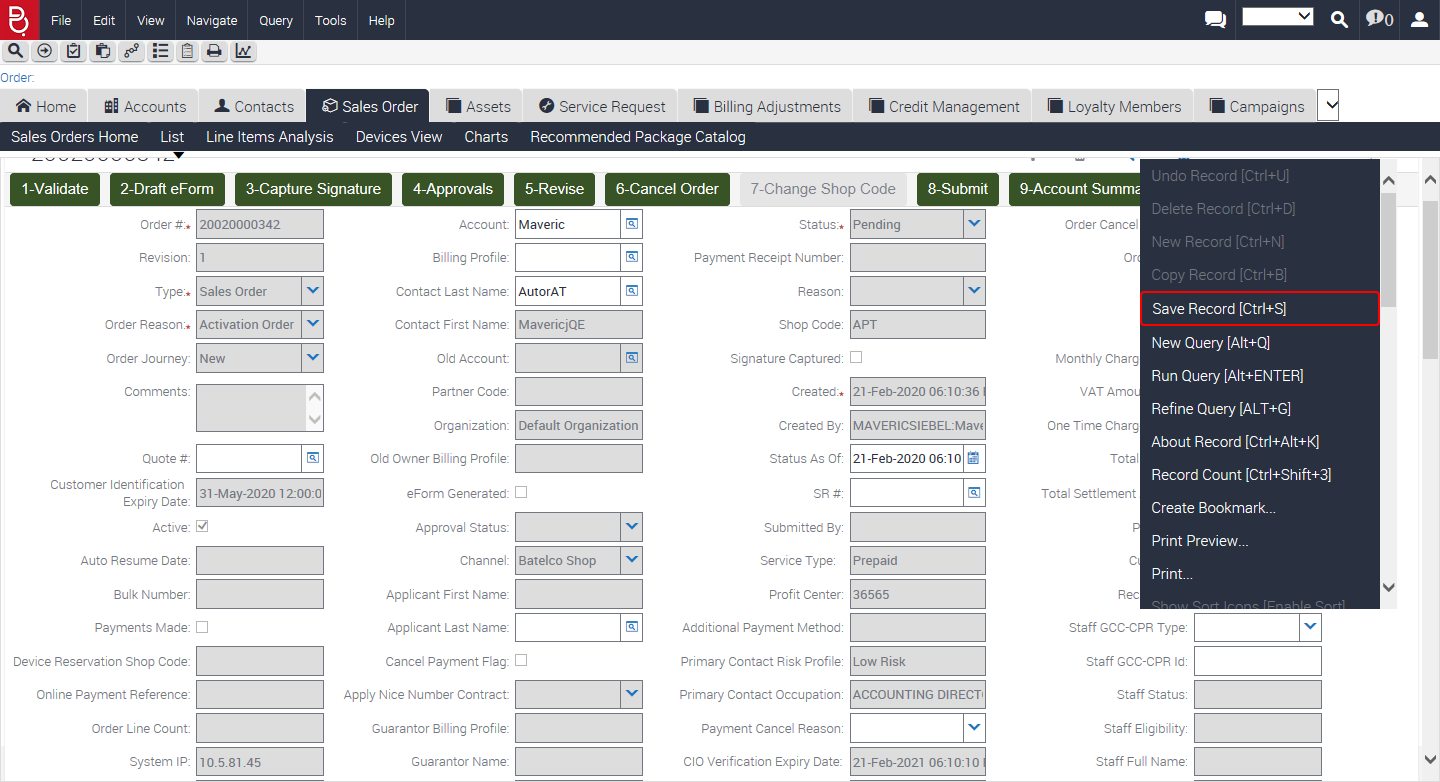 File Edit View Navigate Query Tools Help 0
Order:
Home Accounts Contacts Sales Order Assets Service Request Billing Adjustments Credit Management Loyalty Members Campaigns
Sales Orders Home List Line Items Analysis Devices View Charts Recommended Package Catalog
20020000342
1-Validate 2-Draft eForm 3-Capture Signature 4-Approvals 5-Revise 6-Cancel Order 7-Change Shop Code 8-Submit 9-Account Summa
Order #:* 20020000342 Account: Maveric Status:* Pending Order Cancel
Revision: 1 Billing Profile: Payment Receipt Number: Ord
Type:* Sales Order Contact Last Name: AutorAT Reason:
Order Reason:* Activation Order Contact First Name: MavericjQE Shop Code: APT
Order Journey: New Old Account: Signature Captured: Monthly Charg
Comments: Partner Code: Created:* 21-Feb-2020 06:10:36 VAT Amou
Organization: Default Organization Created By: MAVERICSIEBEL:Mave One Time Charg
Quote #: Old Owner Billing Profile: Status As Of: 21-Feb-2020 06:10 Total
Customer Identification
Expiry Date: 31-May-2020 12:00:0 eForm Generated: SR #: Total Settlement
Active: Approval Status: Submitted By: P
Auto Resume Date: Channel: Batelco Shop Service Type: Prepaid Cu
Bulk Number: Applicant First Name: Profit Center: 36565 Rec
Payments Made: Applicant Last Name: Additional Payment Method: Staff GCC-CPR Type:
Device Reservation Shop Code: Cancel Payment Flag: Primary Contact Risk Profile: Low Risk Staff GCC-CPR Id:
Online Payment Reference: Apply Nice Number Contract: Primary Contact Occupation: ACCOUNTING DIRECT Staff Status:
Order Line Count: Guarantor Billing Profile: Payment Cancel Reason: Staff Eligibility:
System IP: 10.5.81.45 Guarantor Name: CIO Verification Expiry Date: 21-Feb-2021 06:10:10 Staff Full Name:
Undo Record [Ctrl+U]
Delete Record [Ctrl+D]
New Record [Ctrl+N]
Copy Record [Ctrl+B]
Save Record [Ctrl+S]
New Query [Alt+Q]
Run Query [Alt+ENTER]
Refine Query [ALT+G]
About Record [Ctrl+Alt+K]
Record Count [Ctrl+Shift+3]
Create Bookmark...
Print Preview...
Print...
Show Sort Icons [Enable Sort]